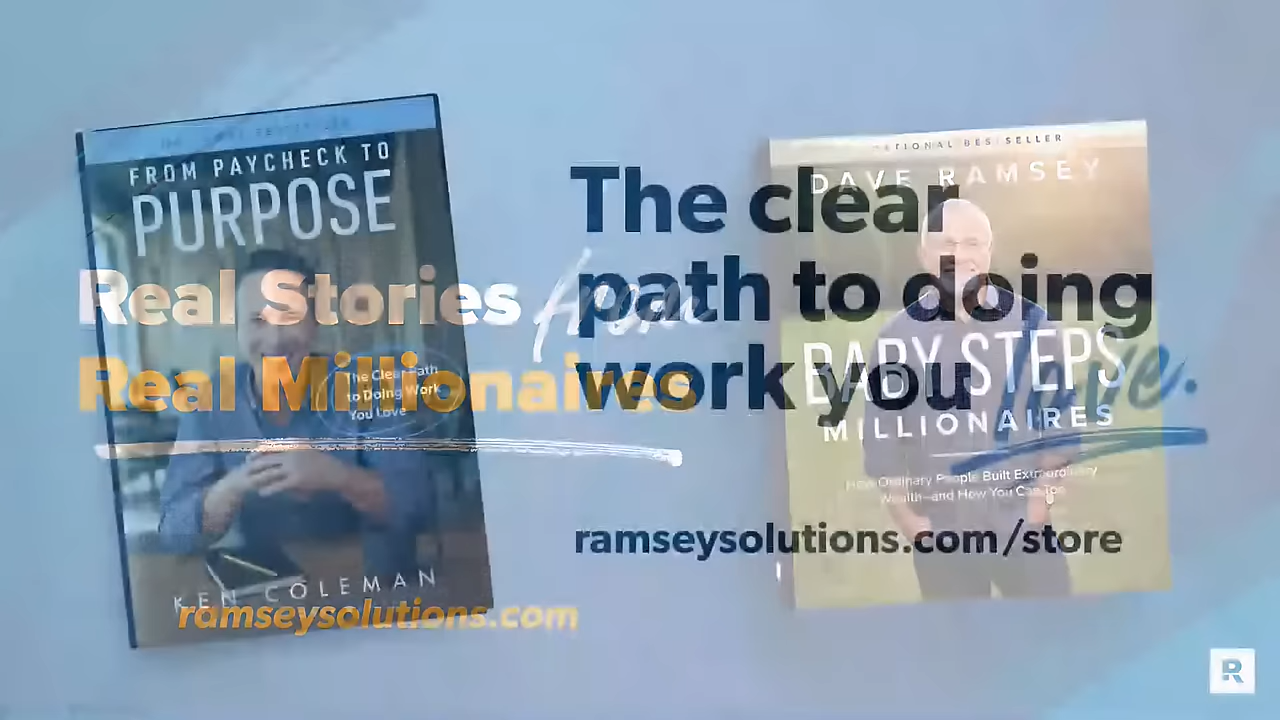 FROM PAYCHECK TO
PURPOSE
The Clear Path
to Doing Work
You Love
KEN COLEMAN
Real Stories from
Real Millionaires
ramseysolutions.com
The clear
path to doing
work you love.
ramseysolutions.com/store
NATIONAL BESTSELLER
DAVE RAMSEY
BABY STEPS
MILLIONAIRES
How Ordinary People Built Extraordinary
Wealth—and How You Can Too
R